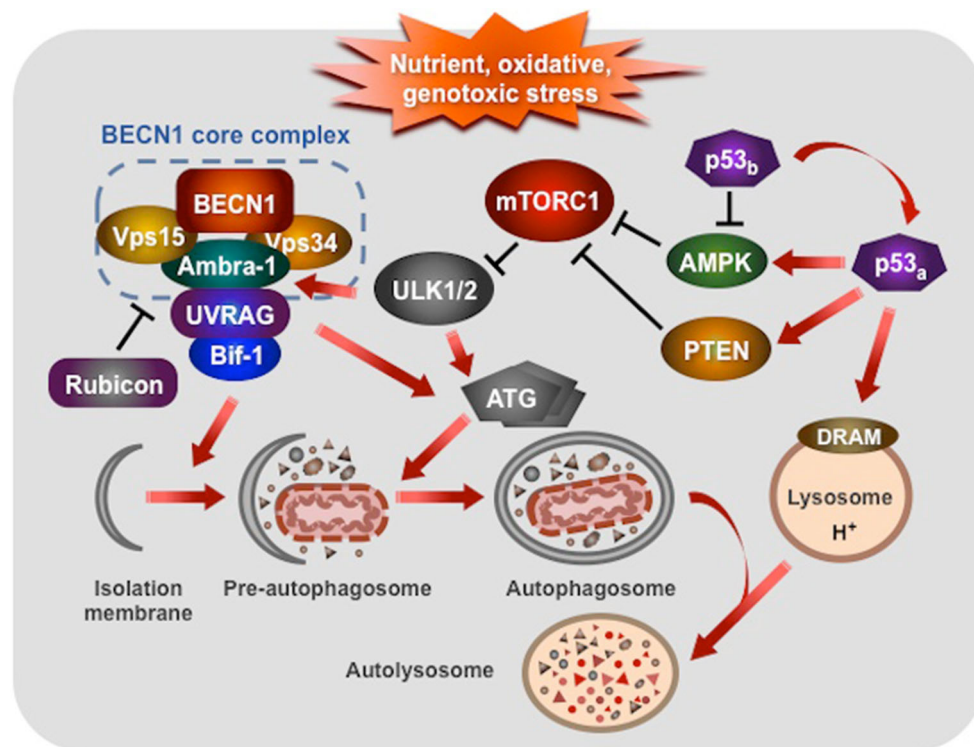 Nutrient, oxidative,
genotoxic stress
BECN1 core complex
BECN1
Vps15
Vps34
Ambra-1
UVRAG
Bif-1
Rubicon
mTORC1
ULK1/2
ATG
p53b
AMPK
p53a
PTEN
DRAM
Lysosome
H+
Isolation
membrane
Pre-autophagosome
Autophagosome
Autolysosome